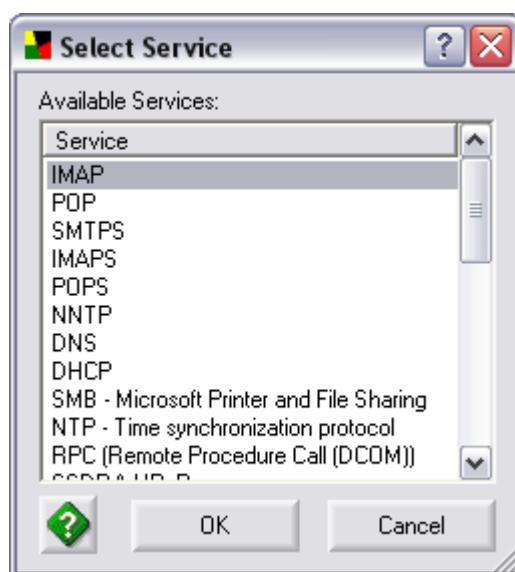 Select Service
?
Available Services:
Service
IMAP
POP
SMTPS
IMAPS
POPS
NNTP
DNS
DHCP
SMB - Microsoft Printer and File Sharing
NTP - Time synchronization protocol
RPC (Remote Procedure Call (DCOM))
?
OK
Cancel